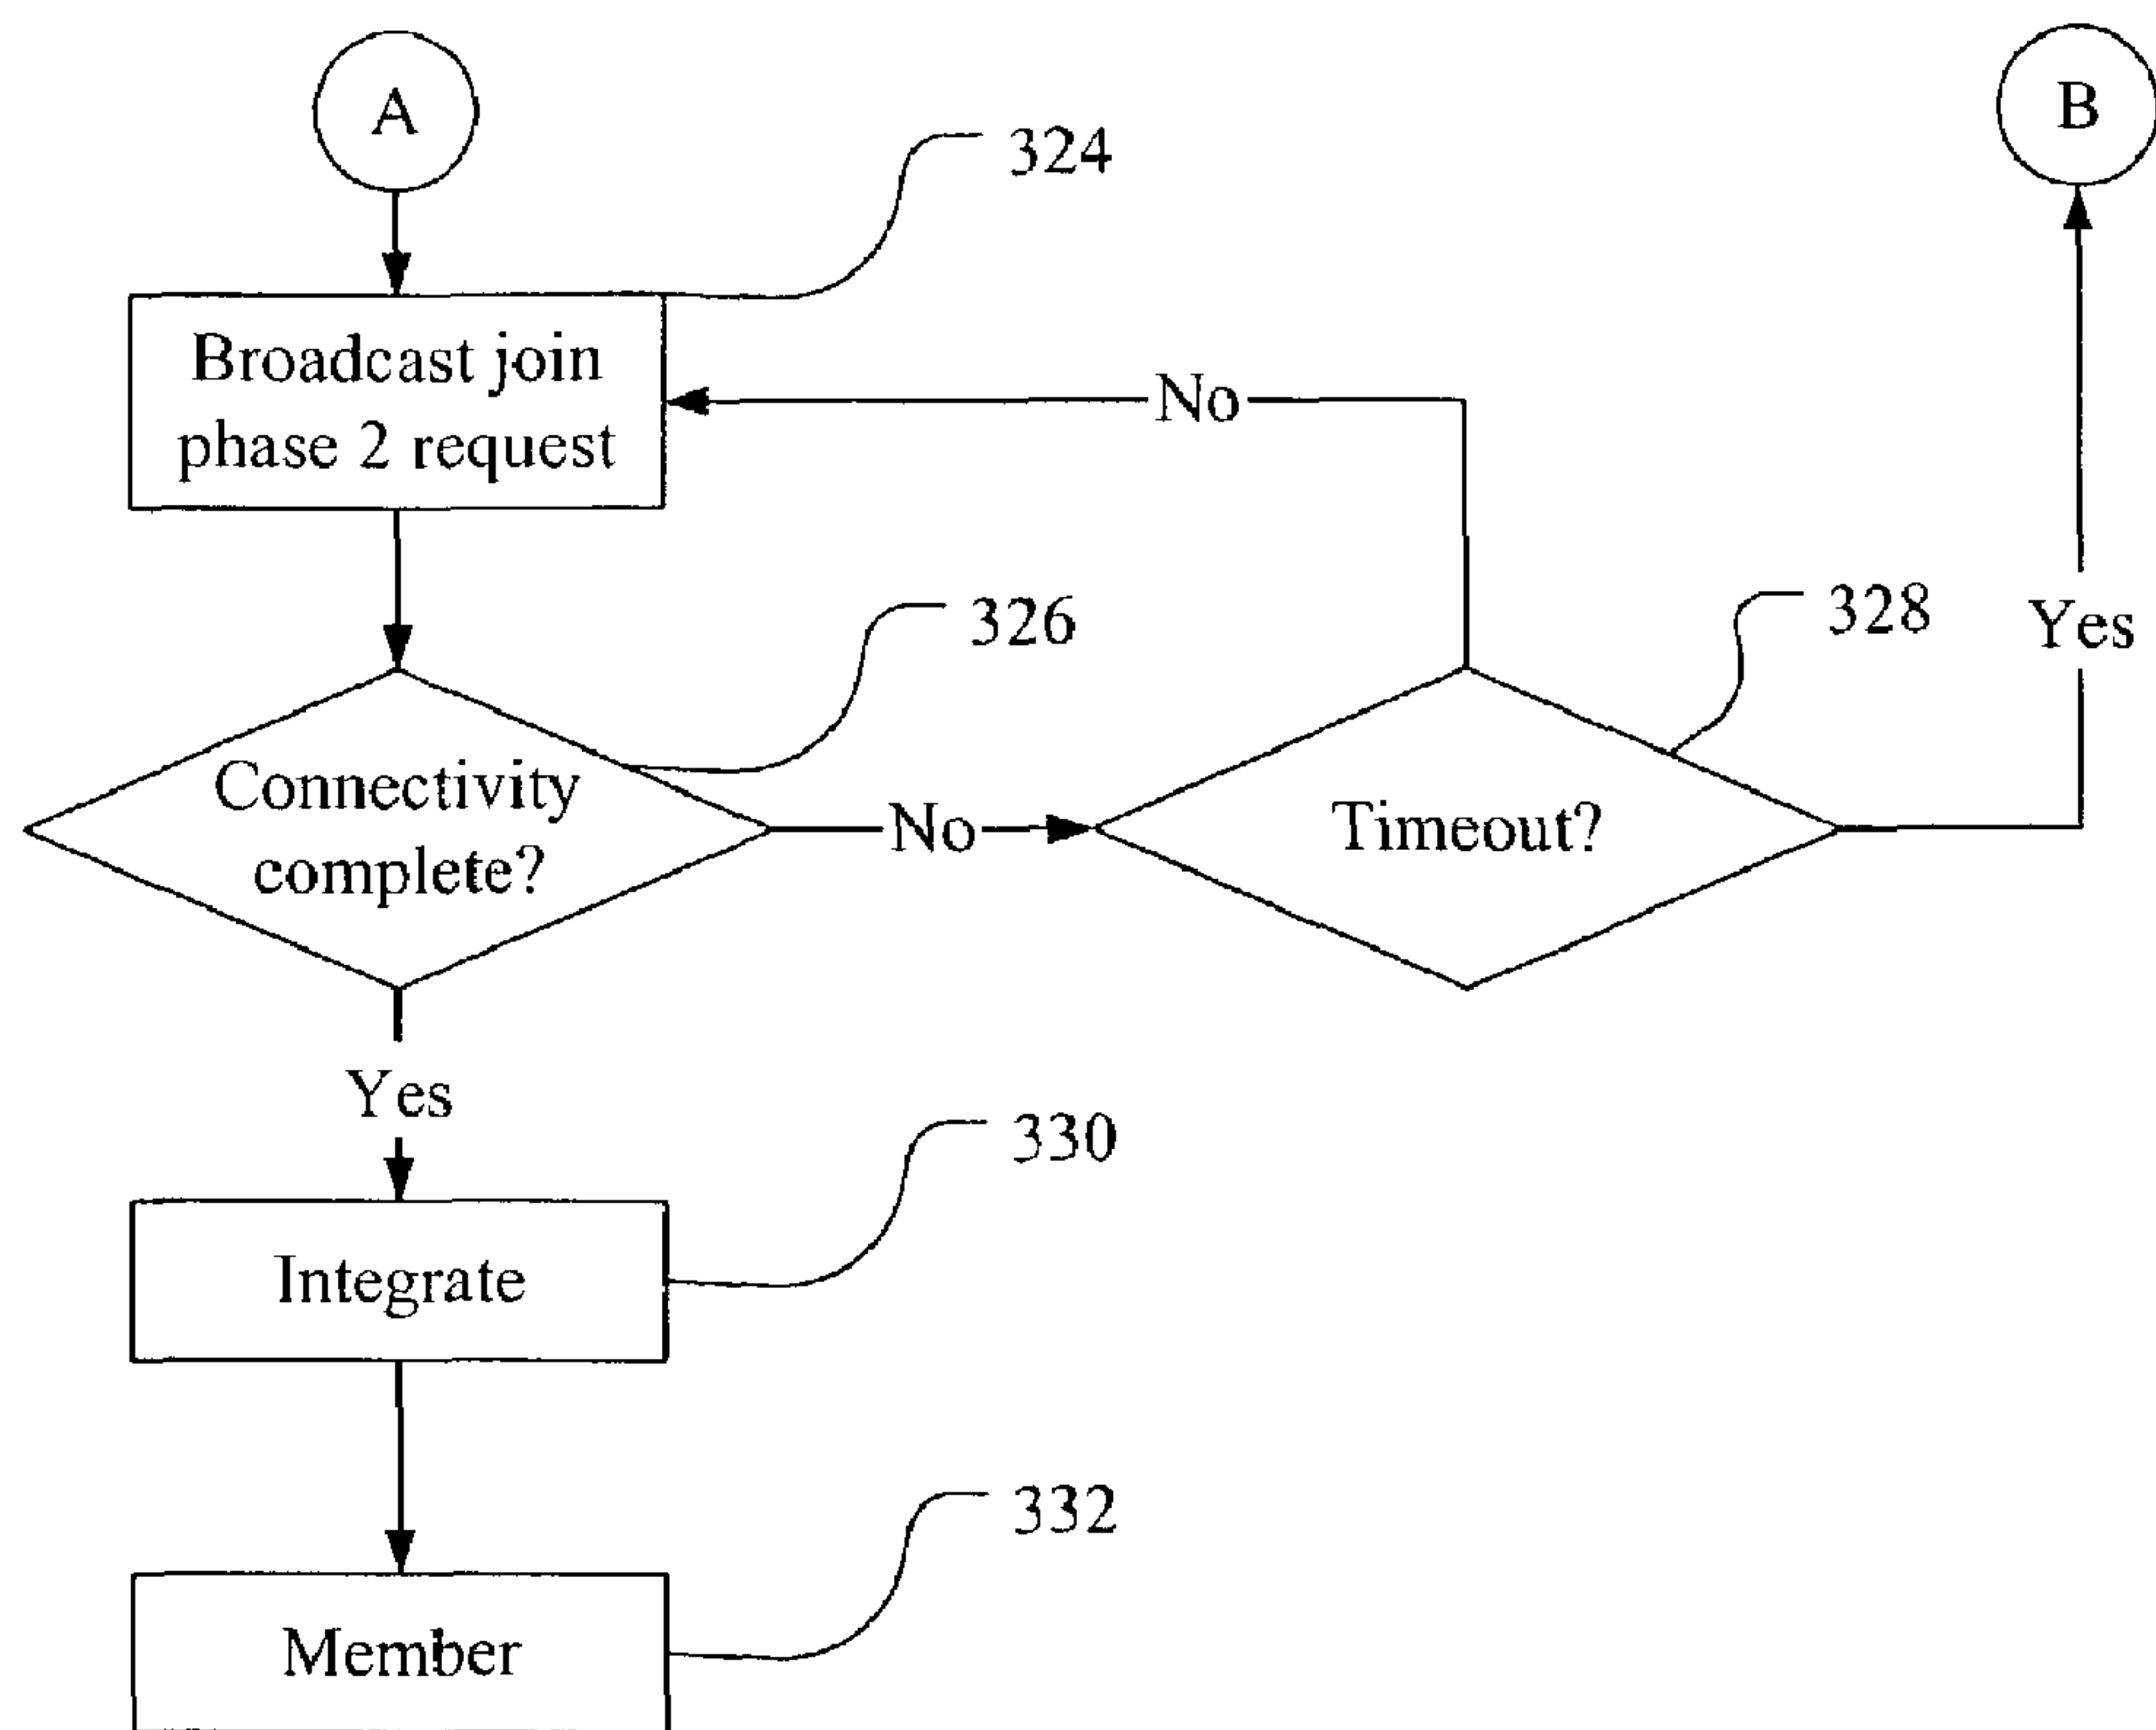 A
B
324
Broadcast join
phase 2 request
No
326
328
Yes
Connectivity
complete?
No
Timeout?
Yes
330
Integrate
332
Member